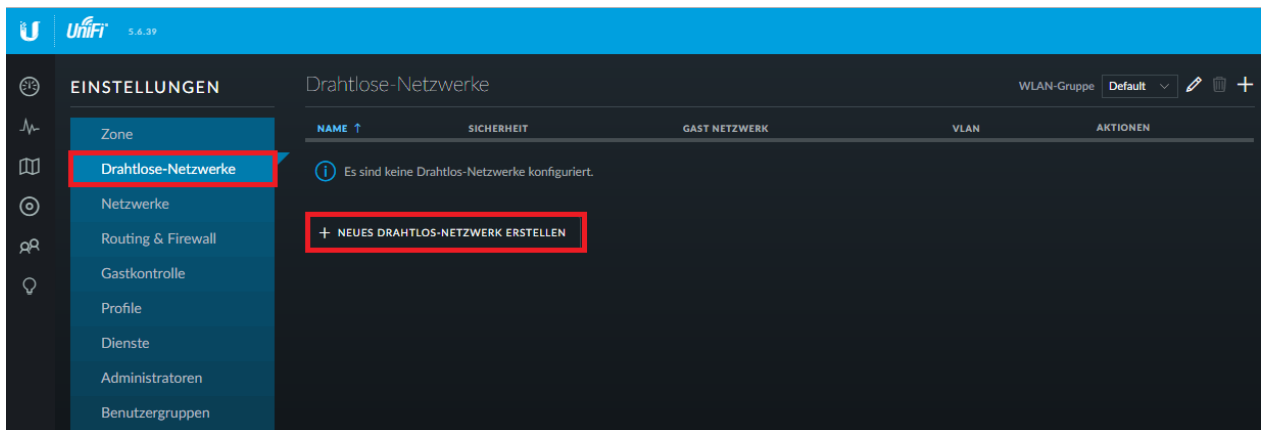 UniFi 5.6.39
EINSTELLUNGEN
Zone
Drahtlose-Netzwerke
Netzwerke
Routing & Firewall
Gastkontrolle
Profile
Dienste
Administratoren
Benutzergruppen
Drahtlose-Netzwerke
WLAN-Gruppe Default
NAME ↑ SICHERHEIT GAST NETZWERK VLAN AKTIONEN
Es sind keine Drahtlos-Netzwerke konfiguriert.
+ NEUES DRAHTLOS-NETZWERK ERSTELLEN